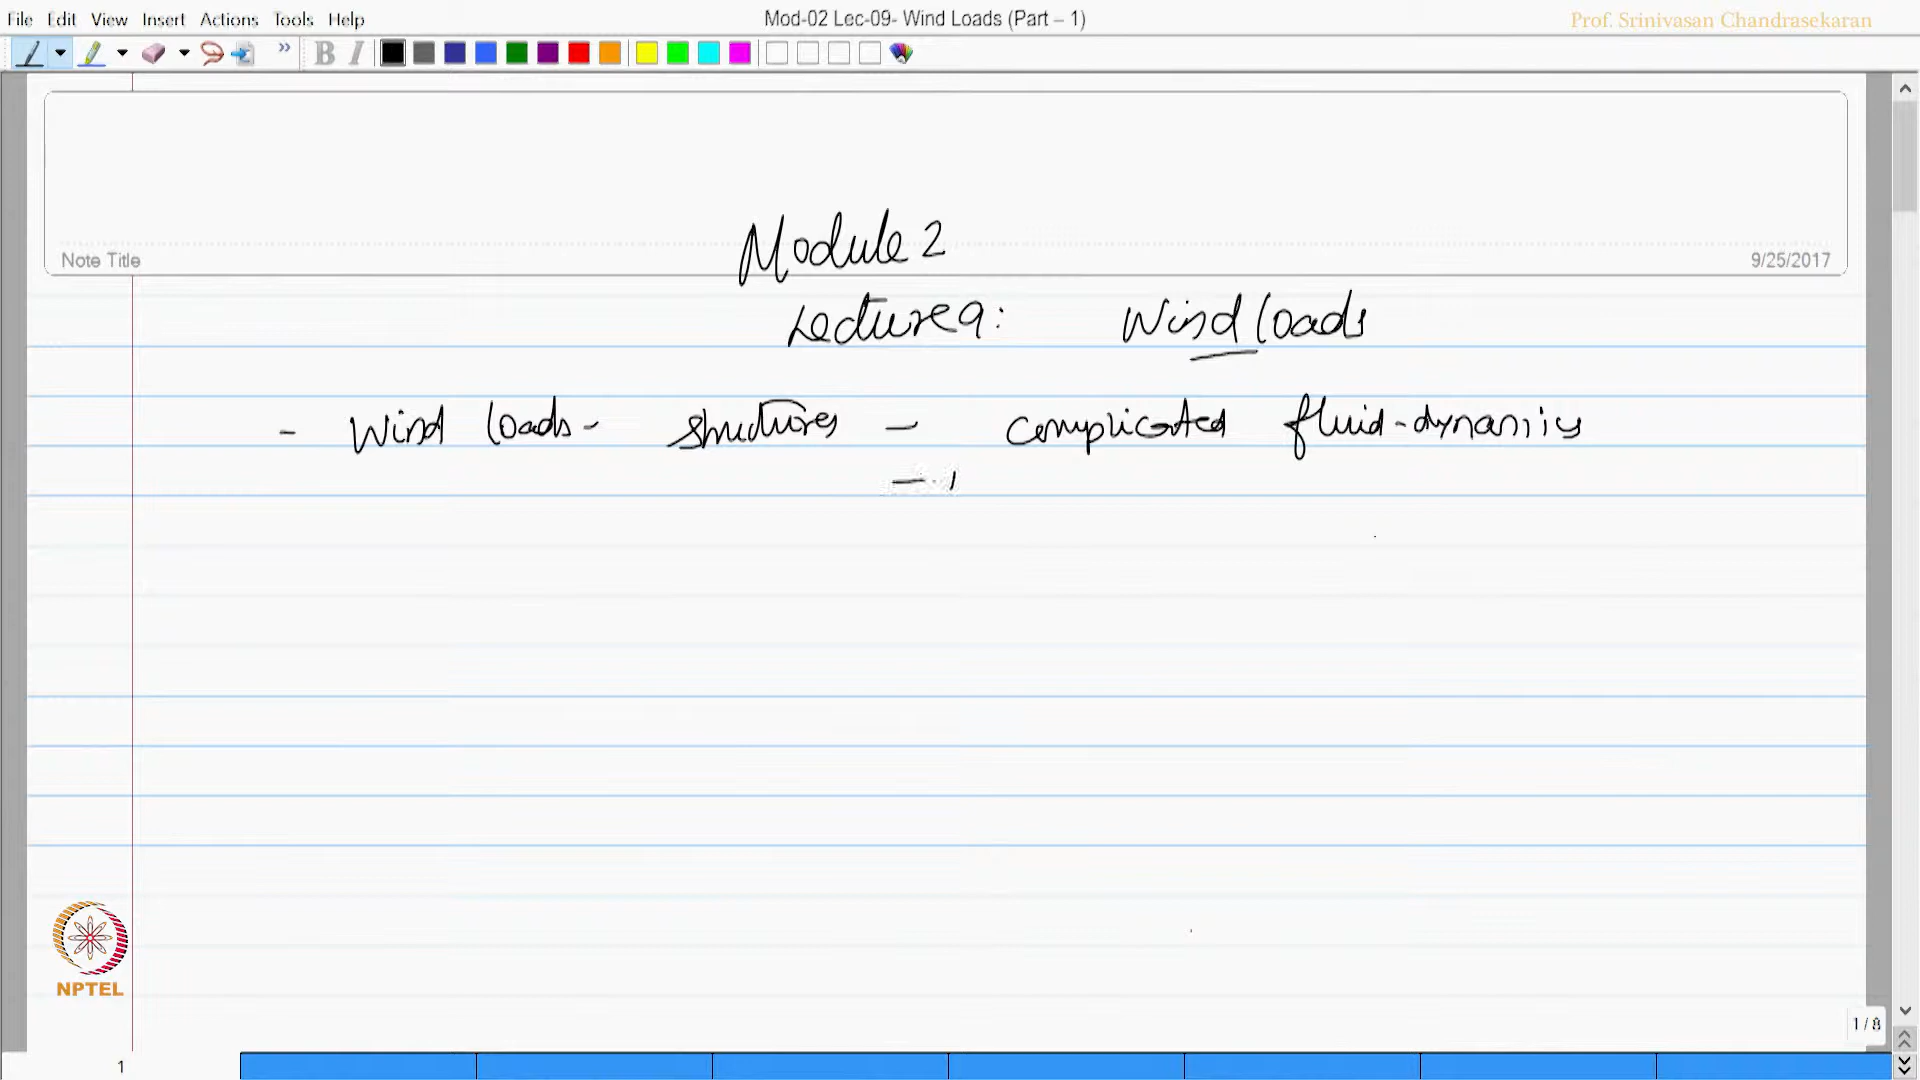 File Edit View Insert Actions Tools Help Mod-02 Lec-09- Wind Loads (Part – 1) Prof. Srinivasan Chandrasekaran
» B I
Module 2
Note Title 9/25/2017
Lecture 9: Wind loads
- Wind loads - structures - complicated fluid-dynamics
-
NPTEL
1 / 8
1